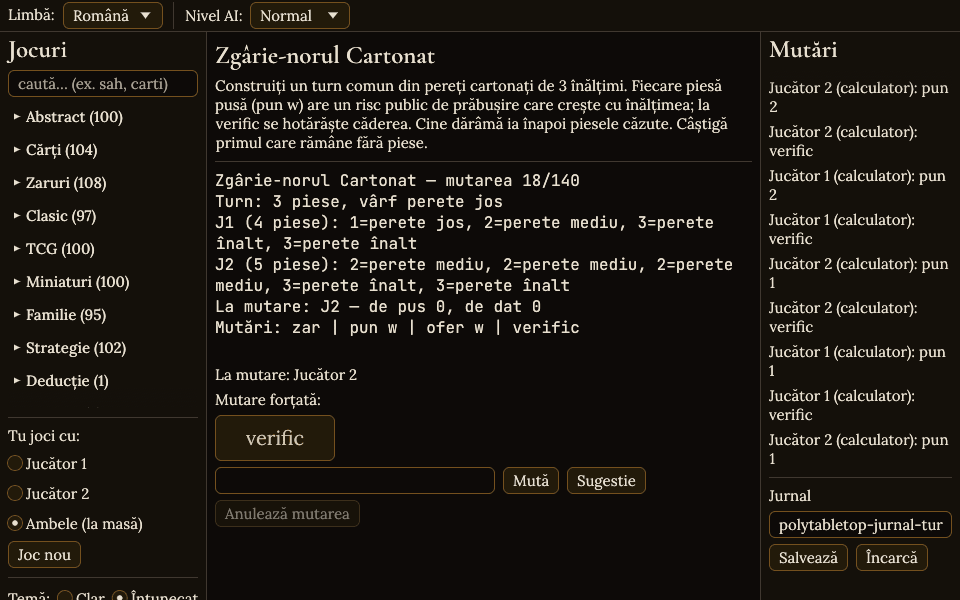 Limbă: Română ▼ Nivel AI: Normal ▼
Jocuri
caută... (ex. sah, carti)
▸ Abstract (100)
▸ Cărți (104)
▸ Zaruri (108)
▸ Clasic (97)
▸ TCG (100)
▸ Miniaturi (100)
▸ Familie (95)
▸ Strategie (102)
▸ Deducție (1)
Tu joci cu:
Jucător 1
Jucător 2
Ambele (la masă)
Joc nou
Temă: Clar Întunecat
Zgârie-norul Cartonat
Construiți un turn comun din pereți cartonați de 3 înălțimi. Fiecare piesă
pusă (pun w) are un risc public de prăbușire care crește cu înălțimea; la
verific se hotărăște căderea. Cine dărâmă ia înapoi piesele căzute. Câștigă
primul care rămâne fără piese.
Zgârie-norul Cartonat — mutarea 18/140
Turn: 3 piese, vârf perete jos
J1 (4 piese): 1=perete jos, 2=perete mediu, 3=perete
înalt, 3=perete înalt
J2 (5 piese): 2=perete mediu, 2=perete mediu, 2=perete
mediu, 3=perete înalt, 3=perete înalt
La mutare: J2 — de pus 0, de dat 0
Mutări: zar | pun w | ofer w | verific
La mutare: Jucător 2
Mutare forțată:
verific
Mută Sugestie
Anulează mutarea
Mutări
Jucător 2 (calculator): pun
2
Jucător 2 (calculator):
verific
Jucător 1 (calculator): pun
2
Jucător 1 (calculator):
verific
Jucător 2 (calculator): pun
1
Jucător 2 (calculator):
verific
Jucător 1 (calculator): pun
1
Jucător 1 (calculator):
verific
Jucător 2 (calculator): pun
1
Jurnal
polytabletop-jurnal-tur
Salvează Încarcă